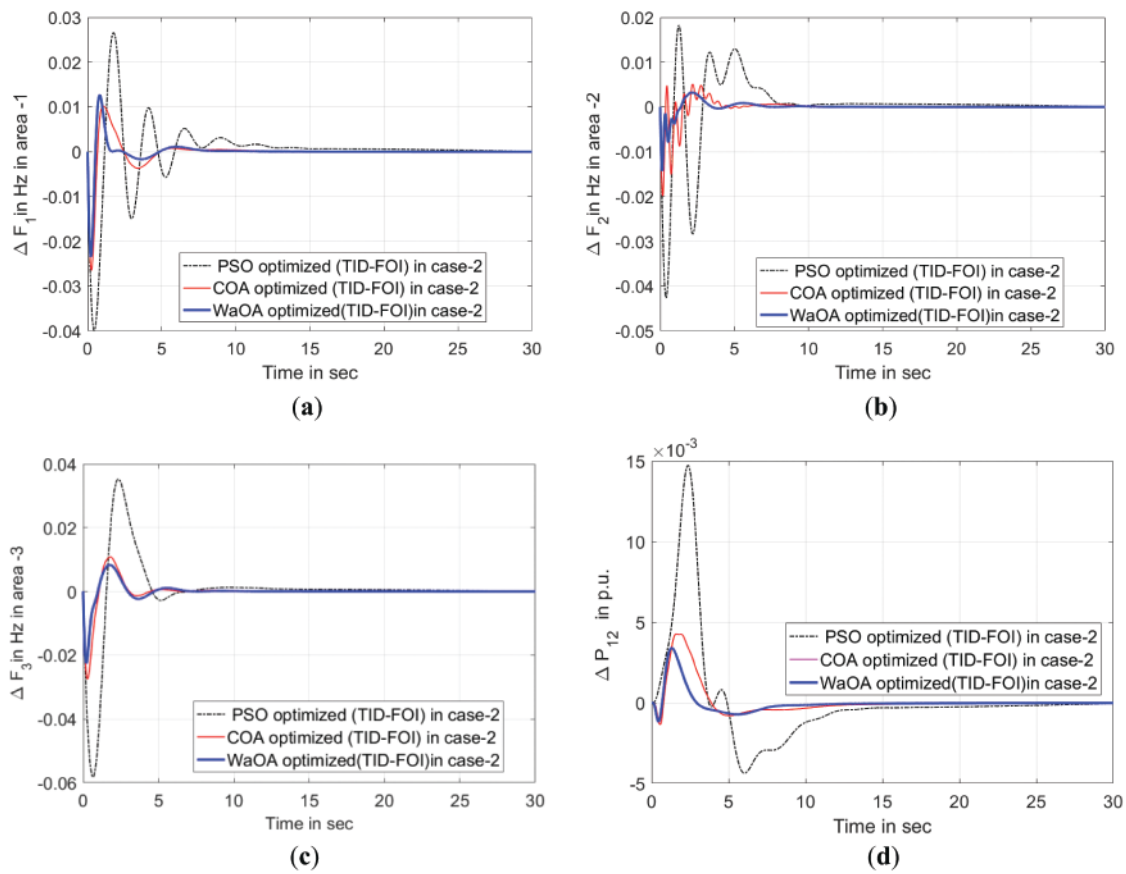 0.03
0.02
0.01
0
-0.01
-0.02
-0.03
-0.04
Δ F1 in Hz in area -1
PSO optimized (TID-FOI) in case-2
COA optimized (TID-FOI) in case-2
WaOA optimized(TID-FOI)in case-2
0 5 10 15 20 25 30
Time in sec
(a)
0.02
0.01
0
-0.01
-0.02
-0.03
-0.04
-0.05
Δ F2 in Hz in area -2
PSO optimized (TID-FOI) in case-2
COA optimized (TID-FOI) in case-2
WaOA optimized(TID-FOI)in case-2
0 5 10 15 20 25 30
Time in sec
(b)
0.04
0.02
0
-0.02
-0.04
-0.06
Δ F3 in Hz in area -3
PSO optimized (TID-FOI) in case-2
COA optimized (TID-FOI) in case-2
WaOA optimized(TID-FOI)in case-2
0 5 10 15 20 25 30
Time in sec
(c)
×10-3
15
10
5
0
-5
Δ P12 in p.u.
PSO optimized (TID-FOI) in case-2
COA optimized (TID-FOI) in case-2
WaOA optimized(TID-FOI)in case-2
0 5 10 15 20 25 30
Time in sec
(d)